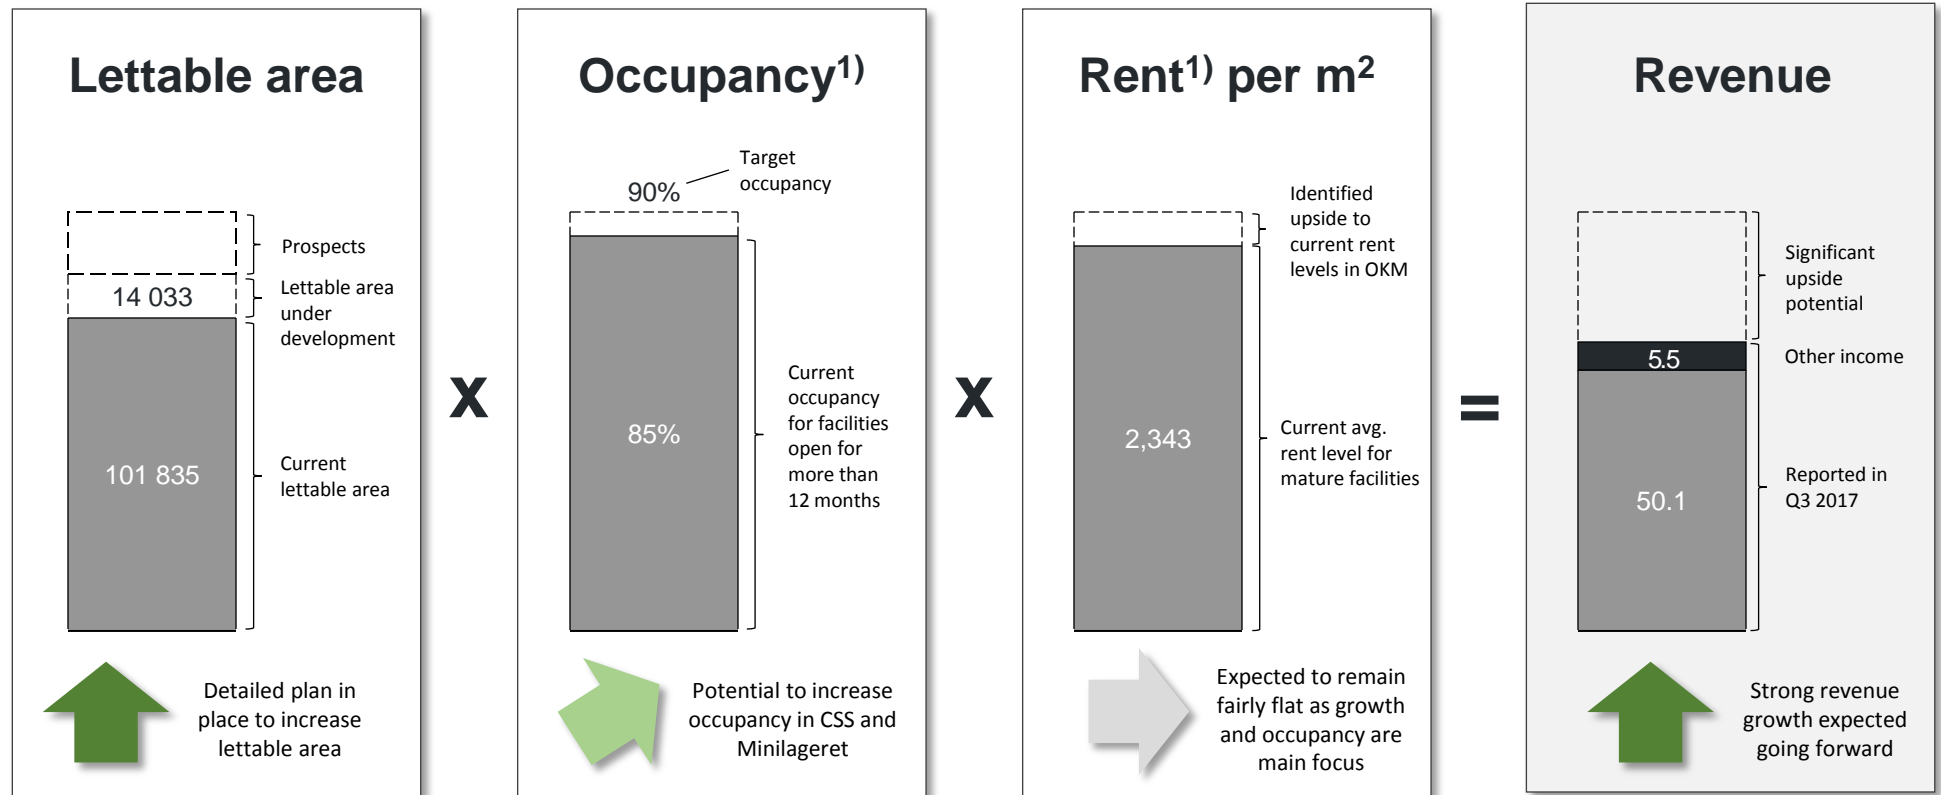 Lettable area
Prospects
14 033
Lettable area
under
development
101 835
Current
lettable area
Detailed plan in
place to increase
lettable area
x
Occupancy1)
Target
occupancy
90%
85%
Current
occupancy
for facilities
open for
more than
12 months
Potential to increase
occupancy in CSS and
Minilageret
x
Rent1) per m2
Identified
upside to
current rent
levels in OKM
2,343
Current avg.
rent level for
mature facilities
Expected to remain
fairly flat as growth
and occupancy are
main focus
=
Revenue
Significant
upside
potential
5.5
Other income
50.1
Reported in
Q3 2017
Strong revenue
growth expected
going forward